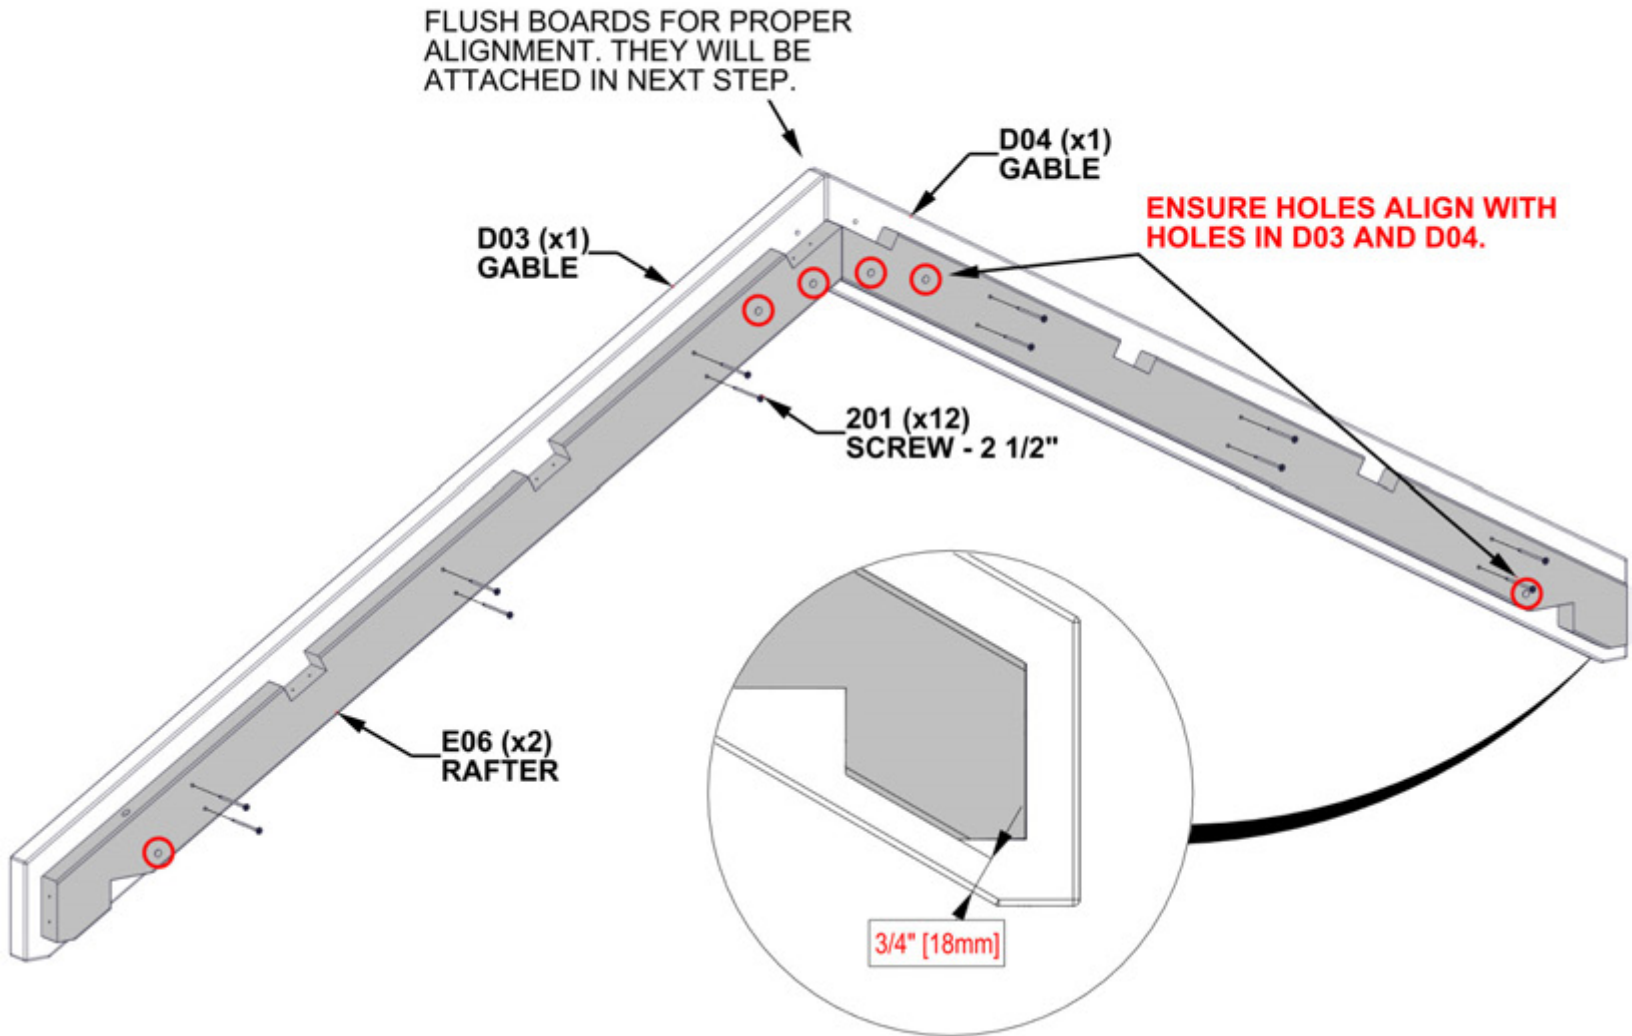 FLUSH BOARDS FOR PROPER
ALIGNMENT. THEY WILL BE
ATTACHED IN NEXT STEP.
D04 (x1)
GABLE
ENSURE HOLES ALIGN WITH
HOLES IN D03 AND D04.
D03 (x1)
GABLE
201 (x12)
SCREW - 2 1/2"
E06 (x2)
RAFTER
3/4" [18mm]